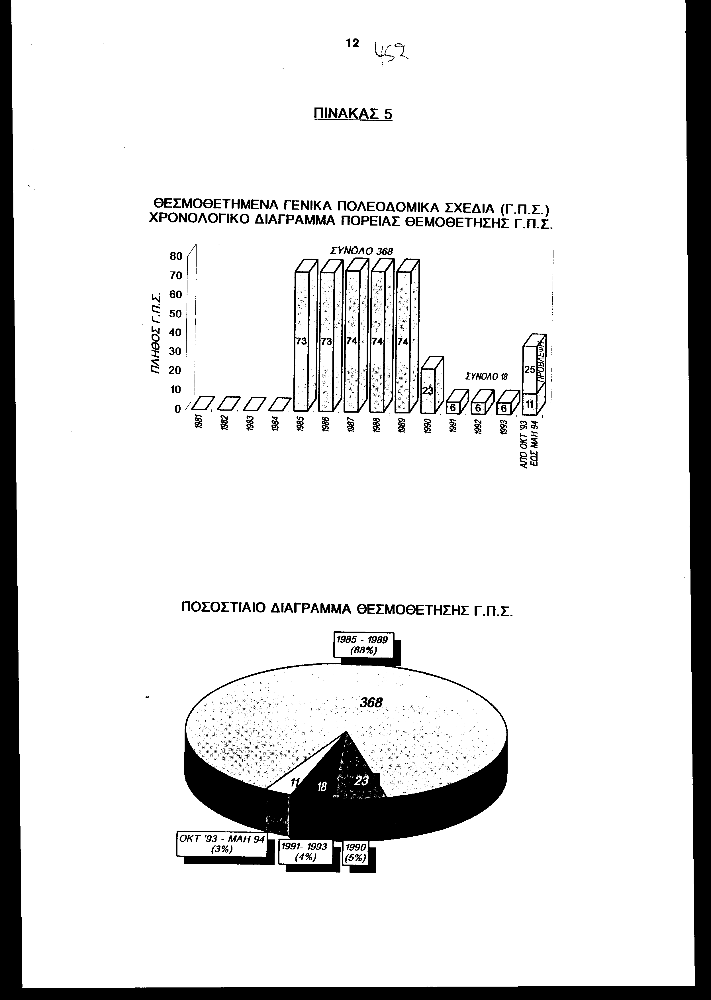 12 452
ΠΙΝΑΚΑΣ 5
ΘΕΣΜΟΘΕΤΗΜΕΝΑ ΓΕΝΙΚΑ ΠΟΛΕΟΔΟΜΙΚΑ ΣΧΕΔΙΑ (Γ.Π.Σ.)
ΧΡΟΝΟΛΟΓΙΚΟ ΔΙΑΓΡΑΜΜΑ ΠΟΡΕΙΑΣ ΘΕΜΟΘΕΤΗΣΗΣ Γ.Π.Σ.
ΠΛΗΘΟΣ Γ.Π.Σ.
80
70
60
50
40
30
20
10
0
ΣΥΝΟΛΟ 368
73 73 74 74 74
23
ΣΥΝΟΛΟ 18
6 6 6
25
ΠΡΟΒΛΕΨΗ
11
1981 1982 1983 1984 1985 1986 1987 1988 1989 1990 1991 1992 1993
ΑΠΟ ΟΚΤ '93
ΕΩΣ ΜΑΗ 94
ΠΟΣΟΣΤΙΑΙΟ ΔΙΑΓΡΑΜΜΑ ΘΕΣΜΟΘΕΤΗΣΗΣ Γ.Π.Σ.
1985 - 1989
(88%)
368
11 18 23
ΟΚΤ '93 - ΜΑΗ 94
(3%)
1991- 1993
(4%)
1990
(5%)